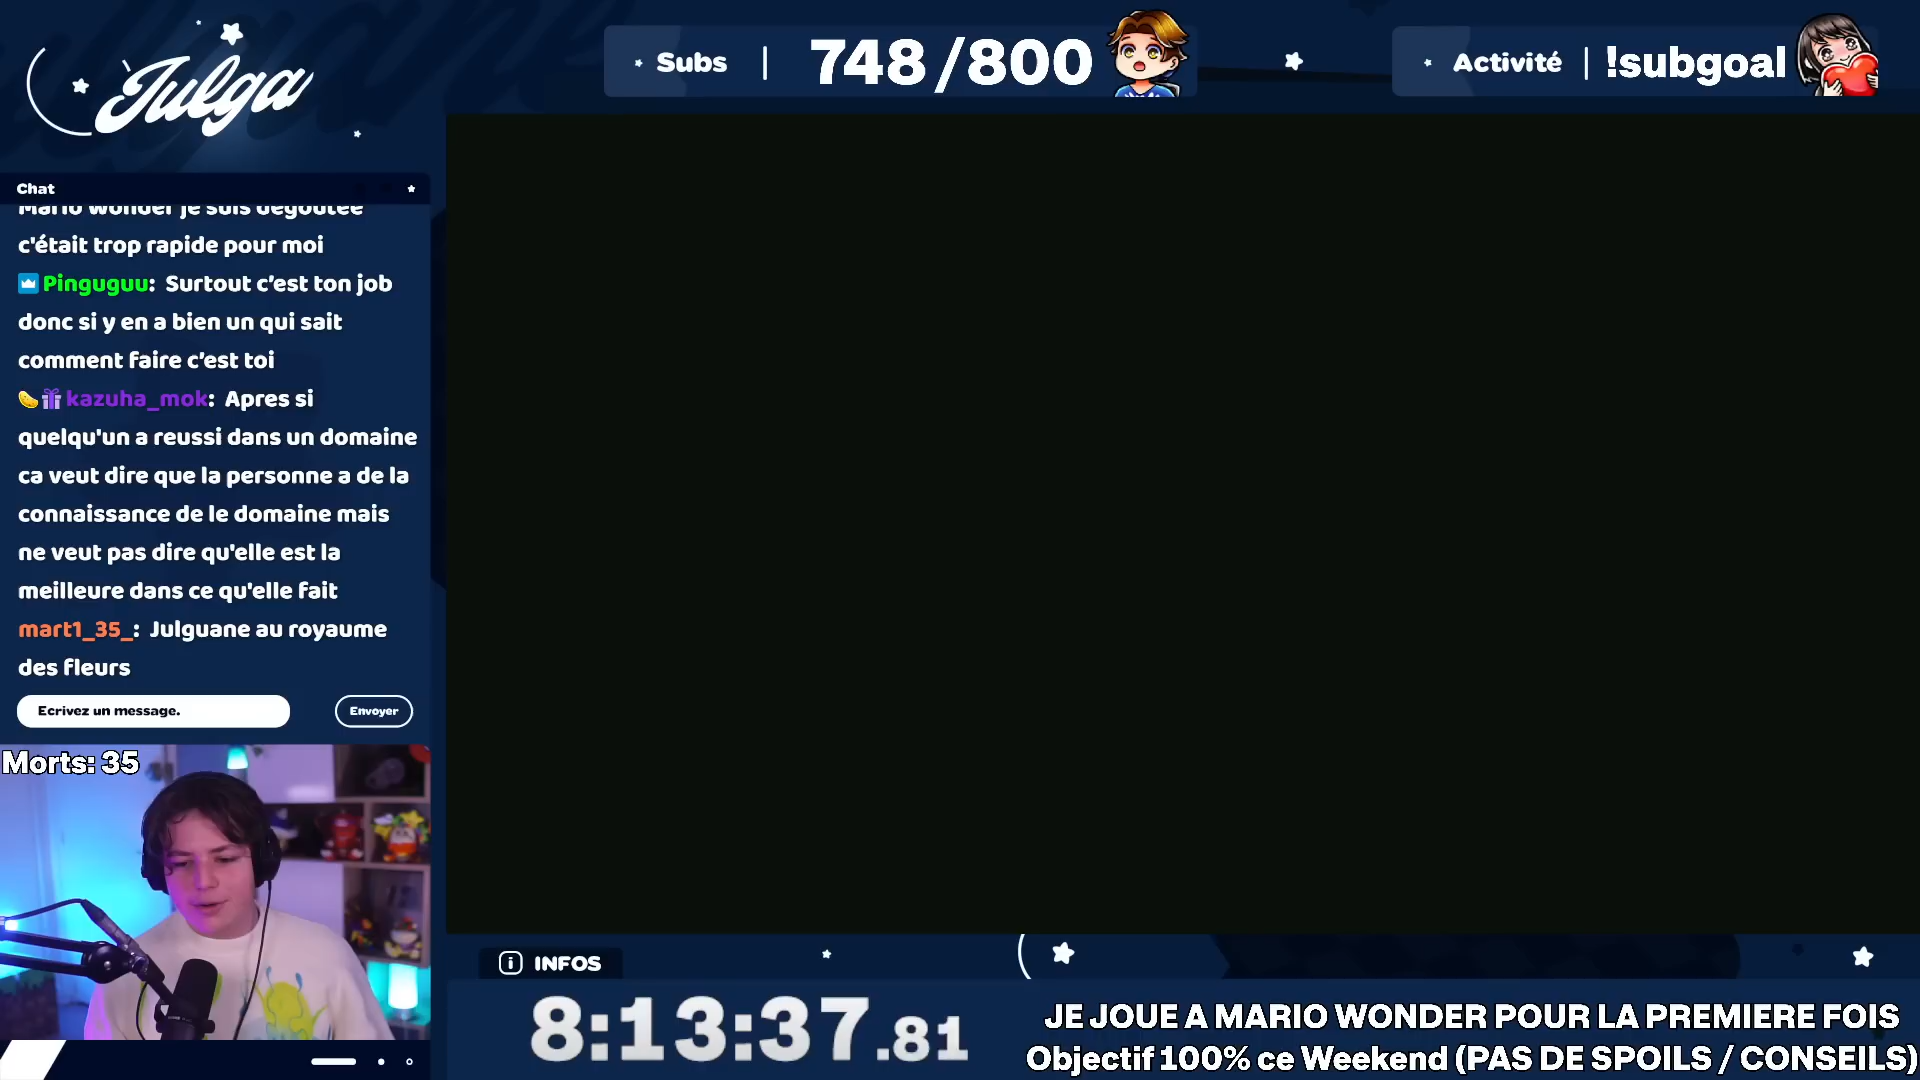 Julga
Subs | 748/800
Activité | !subgoal
Chat
Mario wonder je suis dégoutée
c'était trop rapide pour moi
Pinguguu: Surtout c’est ton job
donc si y en a bien un qui sait
comment faire c’est toi
kazuha_mok: Apres si
quelqu'un a reussi dans un domaine
ca veut dire que la personne a de la
connaissance de le domaine mais
ne veut pas dire qu'elle est la
meilleure dans ce qu'elle fait
mart1_35_: Julguane au royaume
des fleurs
Ecrivez un message.
Envoyer
Morts: 35
INFOS
8:13:37.81
JE JOUE A MARIO WONDER POUR LA PREMIERE FOIS
Objectif 100% ce Weekend (PAS DE SPOILS / CONSEILS)